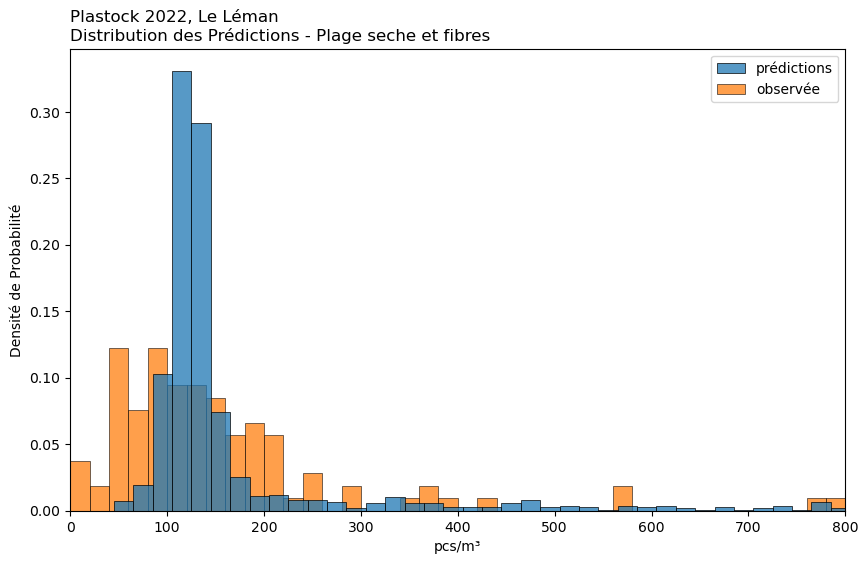 Plastock 2022, Le Léman
Distribution des Prédictions - Plage seche et fibres
prédictions
observée
Densité de Probabilité
0.30
0.25
0.20
0.15
0.10
0.05
0.00
0 100 200 300 400 500 600 700 800
pcs/m³